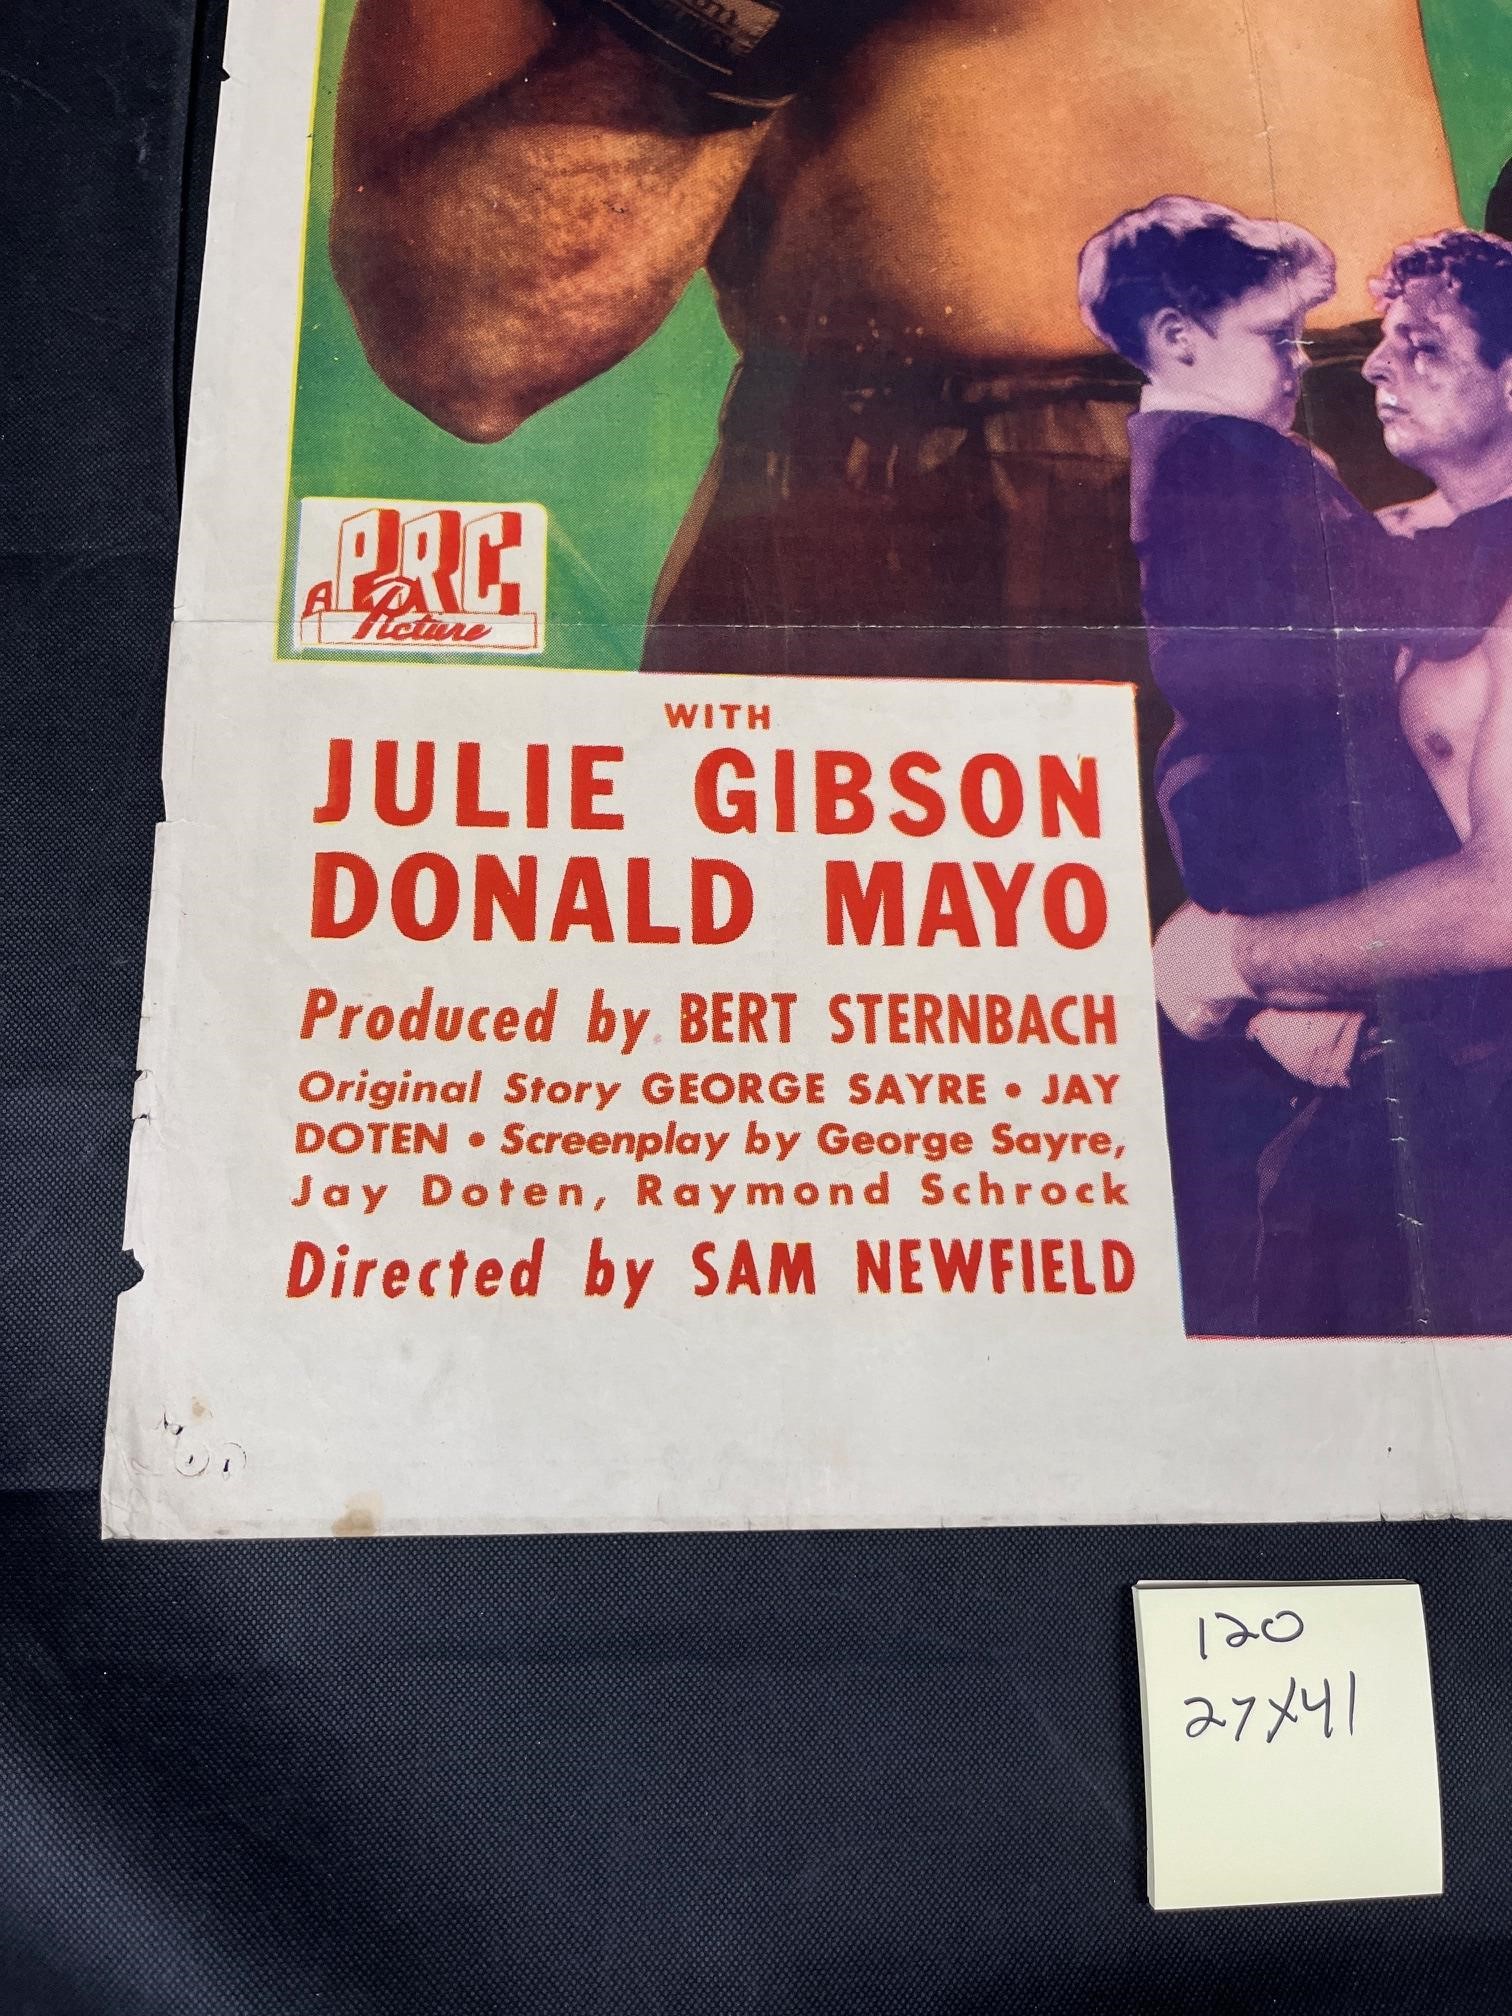 A PRC
Picture
WITH
JULIE GIBSON
DONALD MAYO
Produced by BERT STERNBACH
Original Story GEORGE SAYRE • JAY
DOTEN • Screenplay by George Sayre,
Jay Doten, Raymond Schrock
Directed by SAM NEWFIELD
120
27X41